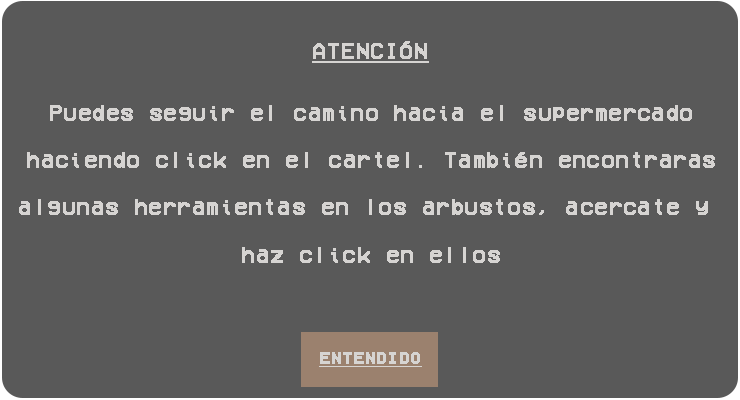 ATENCIÓN
Puedes seguir el camino hacia el supermercado
haciendo click en el cartel. También encontraras
algunas herramientas en los arbustos, acercate y
haz click en ellos
ENTENDIDO